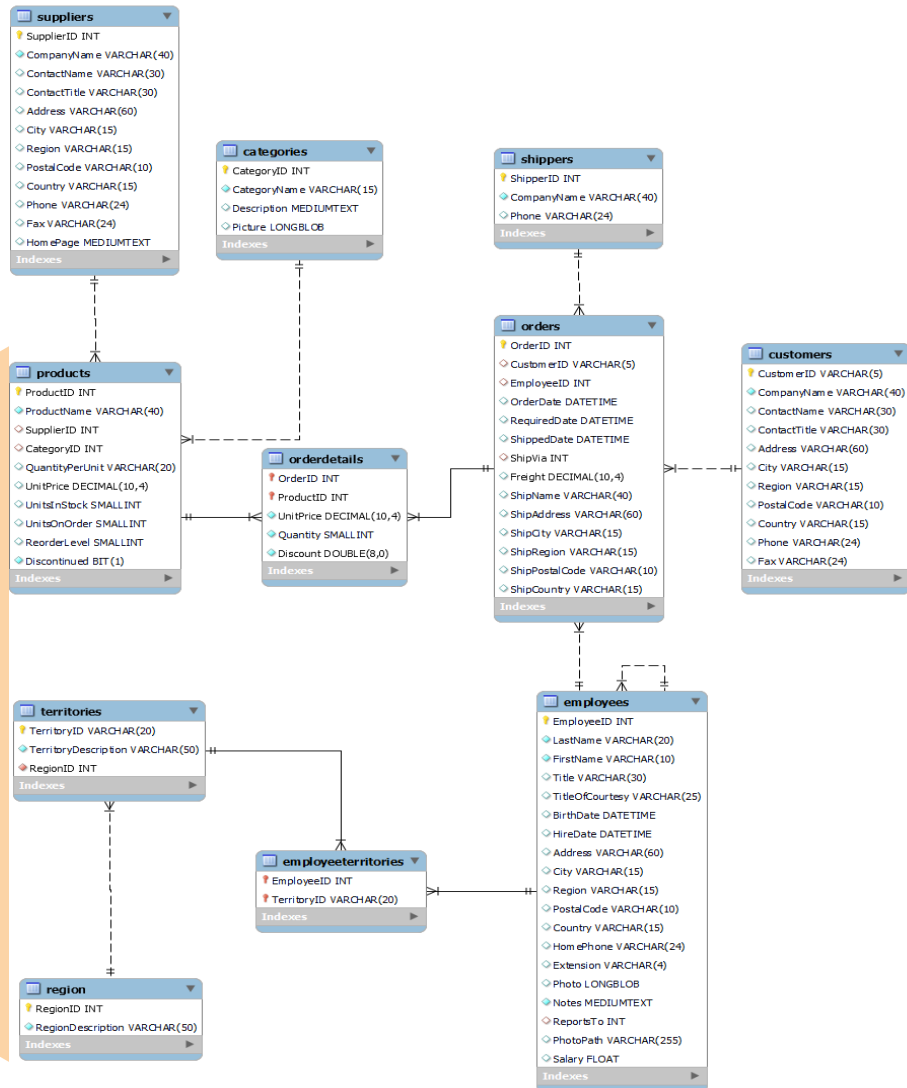 suppliers
SupplierID INT
CompanyName VARCHAR(40)
ContactName VARCHAR(30)
ContactTitle VARCHAR(30)
Address VARCHAR(60)
City VARCHAR(15)
Region VARCHAR(15)
PostalCode VARCHAR(10)
Country VARCHAR(15)
Phone VARCHAR(24)
Fax VARCHAR(24)
HomePage MEDIUMTEXT
Indexes
categories
CategoryID INT
CategoryName VARCHAR(15)
Description MEDIUMTEXT
Picture LONGBLOB
Indexes
shippers
ShipperID INT
CompanyName VARCHAR(40)
Phone VARCHAR(24)
Indexes
products
ProductID INT
ProductName VARCHAR(40)
SupplierID INT
CategoryID INT
QuantityPerUnit VARCHAR(20)
UnitPrice DECIMAL(10,4)
UnitsInStock SMALLINT
UnitsOnOrder SMALLINT
ReorderLevel SMALLINT
Discontinued BIT(1)
Indexes
orderdetails
OrderID INT
ProductID INT
UnitPrice DECIMAL(10,4)
Quantity SMALLINT
Discount DOUBLE(8,0)
Indexes
orders
OrderID INT
CustomerID VARCHAR(5)
EmployeeID INT
OrderDate DATETIME
RequiredDate DATETIME
ShippedDate DATETIME
ShipVia INT
Freight DECIMAL(10,4)
ShipName VARCHAR(40)
ShipAddress VARCHAR(60)
ShipCity VARCHAR(15)
ShipRegion VARCHAR(15)
ShipPostalCode VARCHAR(10)
ShipCountry VARCHAR(15)
Indexes
customers
CustomerID VARCHAR(5)
CompanyName VARCHAR(40)
ContactName VARCHAR(30)
ContactTitle VARCHAR(30)
Address VARCHAR(60)
City VARCHAR(15)
Region VARCHAR(15)
PostalCode VARCHAR(10)
Country VARCHAR(15)
Phone VARCHAR(24)
Fax VARCHAR(24)
Indexes
territories
TerritoryID VARCHAR(20)
TerritoryDescription VARCHAR(50)
RegionID INT
Indexes
employeeterritories
EmployeeID INT
TerritoryID VARCHAR(20)
Indexes
employees
EmployeeID INT
LastName VARCHAR(20)
FirstName VARCHAR(10)
Title VARCHAR(30)
TitleOfCourtesy VARCHAR(25)
BirthDate DATETIME
HireDate DATETIME
Address VARCHAR(60)
City VARCHAR(15)
Region VARCHAR(15)
PostalCode VARCHAR(10)
Country VARCHAR(15)
HomePhone VARCHAR(24)
Extension VARCHAR(4)
Photo LONGBLOB
Notes MEDIUMTEXT
ReportsTo INT
PhotoPath VARCHAR(255)
Salary FLOAT
Indexes
region
RegionID INT
RegionDescription VARCHAR(50)
Indexes